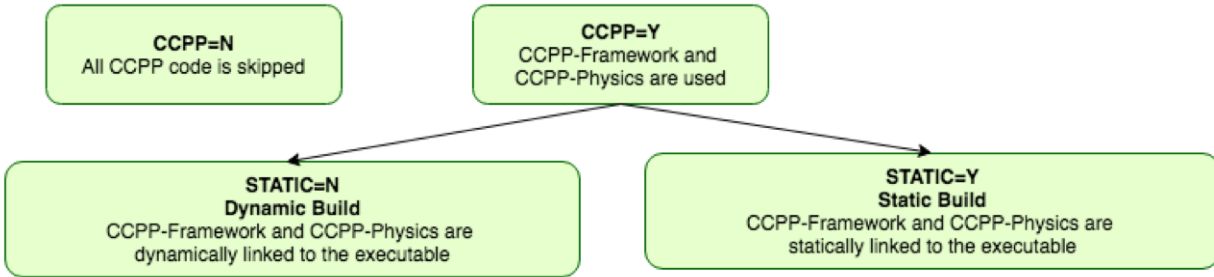 CCPP=N
All CCPP code is skipped
CCPP=Y
CCPP-Framework and
CCPP-Physics are used
STATIC=N
Dynamic Build
CCPP-Framework and CCPP-Physics are
dynamically linked to the executable
STATIC=Y
Static Build
CCPP-Framework and CCPP-Physics are
statically linked to the executable